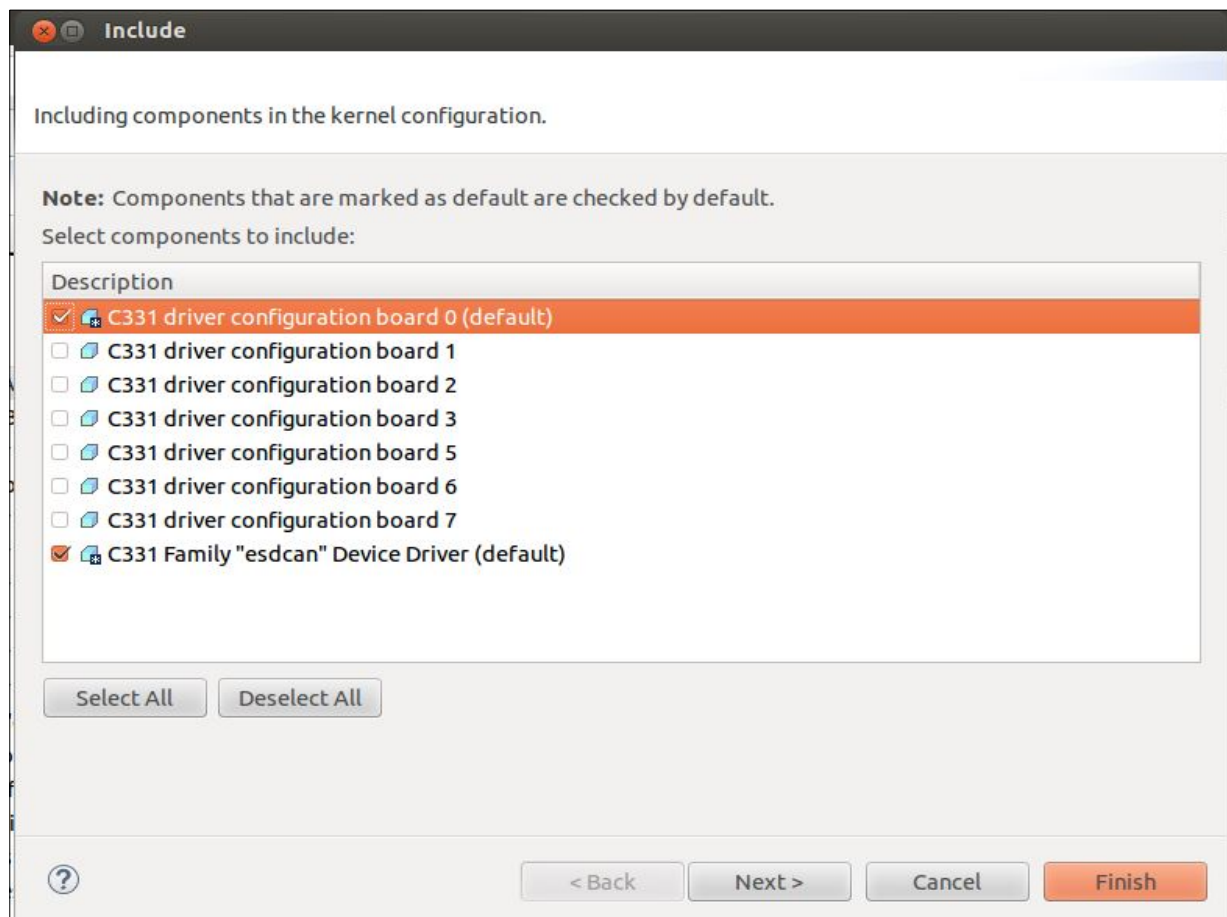 Include
Including components in the kernel configuration.
Note: Components that are marked as default are checked by default.
Select components to include:
Description
C331 driver configuration board 0 (default)
C331 driver configuration board 1
C331 driver configuration board 2
C331 driver configuration board 3
C331 driver configuration board 5
C331 driver configuration board 6
C331 driver configuration board 7
C331 Family "esdcan" Device Driver (default)
Select All Deselect All
? < Back Next > Cancel Finish